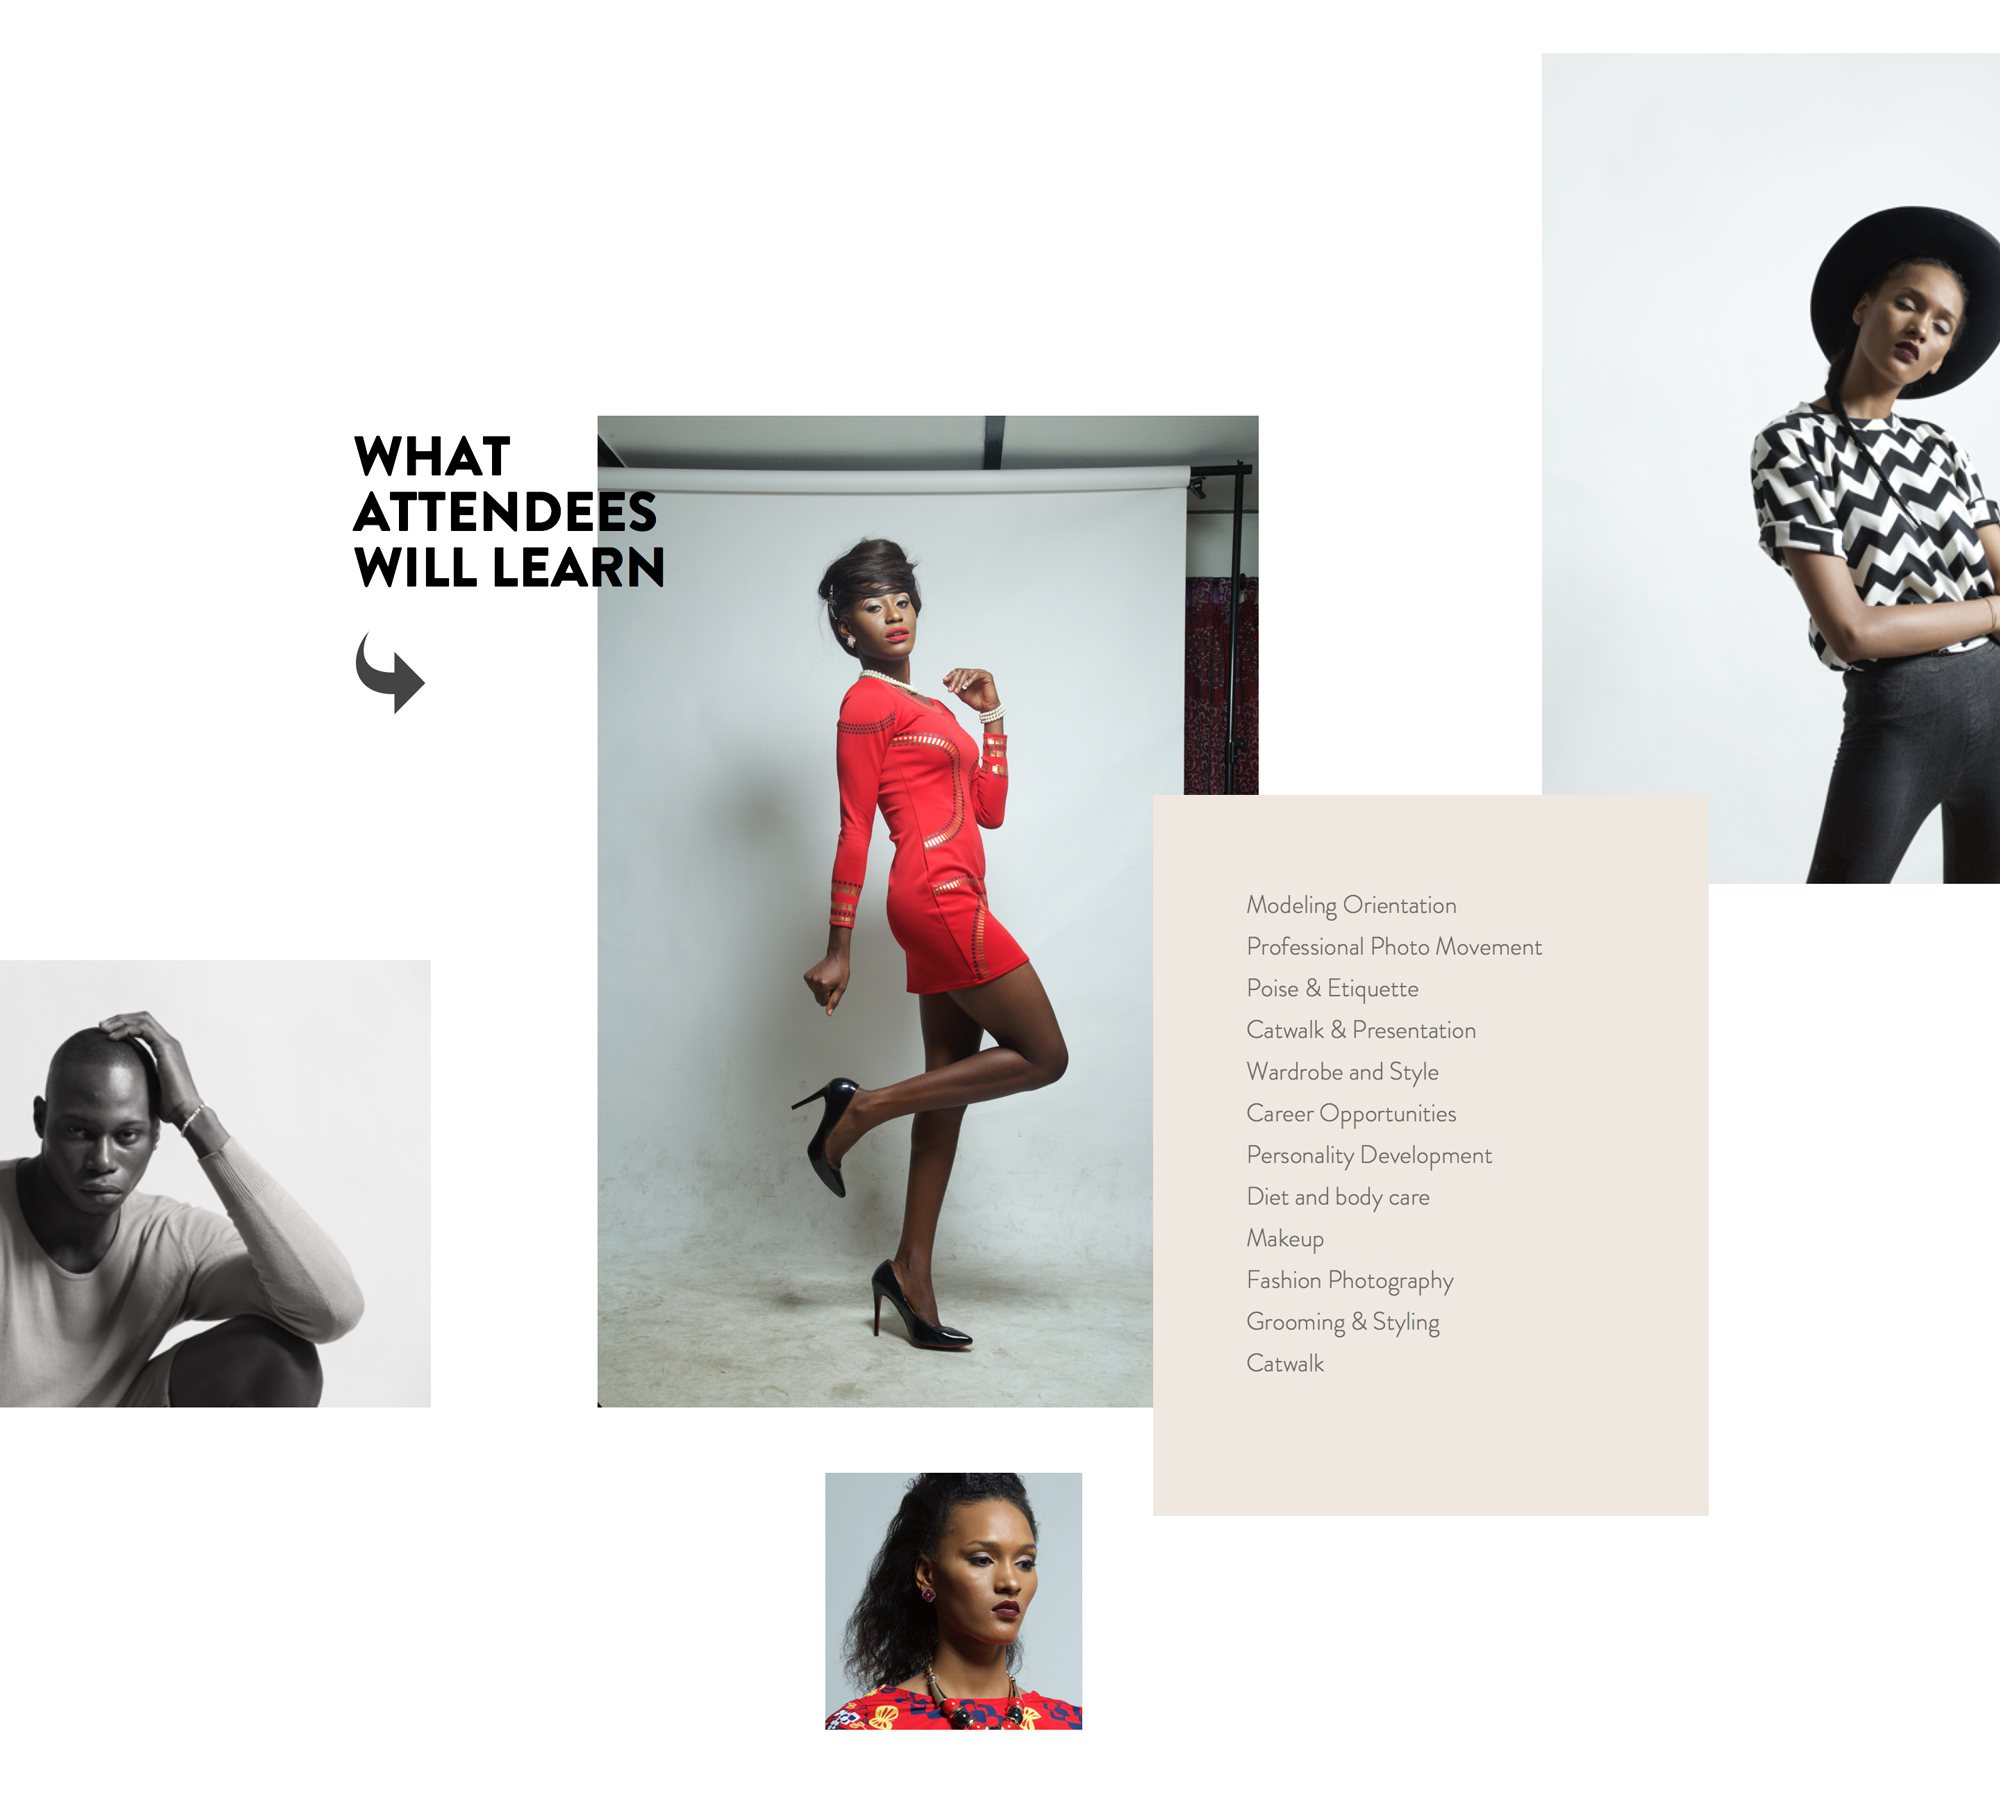 WHAT
ATTENDEES
WILL LEARN
Modeling Orientation
Professional Photo Movement
Poise & Etiquette
Catwalk & Presentation
Wardrobe and Style
Career Opportunities
Personality Development
Diet and body care
Makeup
Fashion Photography
Grooming & Styling
Catwalk